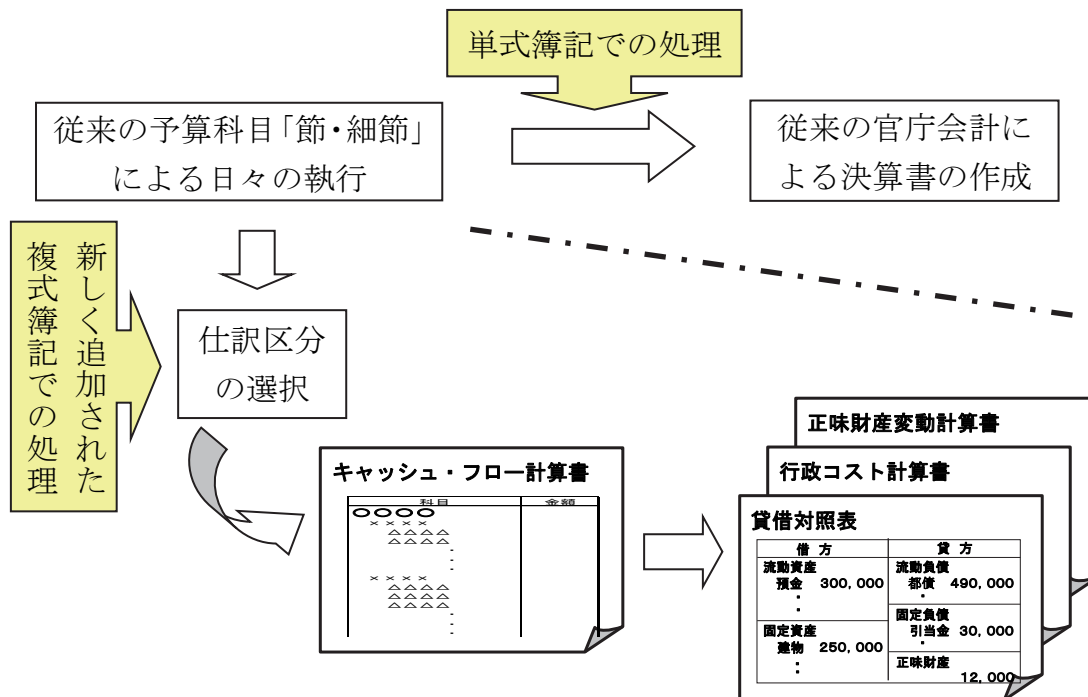 単式簿記での処理
従来の予算科目「節・細節」
による日々の執行
従来の官庁会計に
よる決算書の作成
新しく追加された
複式簿記での処理
仕訳区分
の選択
キャッシュ・フロー計算書
科目 金額
○○○○
××××
△△△△
△△△△
・
・
・
××××
△△△△
△△△△
△△△△
・
・
・
正味財産変動計算書
行政コスト計算書
貸借対照表
借 方 貸 方
流動資産 流動負債
預金 300,000 都債 490,000
・ ・
・ 固定負債
固定資産 引当金 30,000
建物 250,000 ・
・ 正味財産
・ 12,000